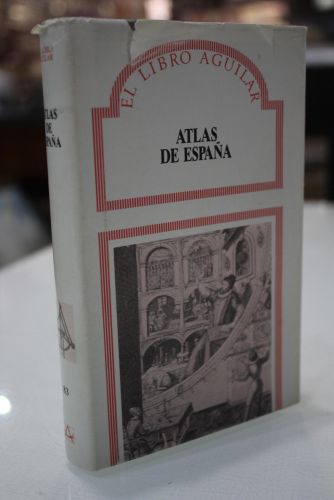 EL LIBRO AGUILAR
ATLAS
DE ESPAÑA
ATLAS
DE
ESPAÑA